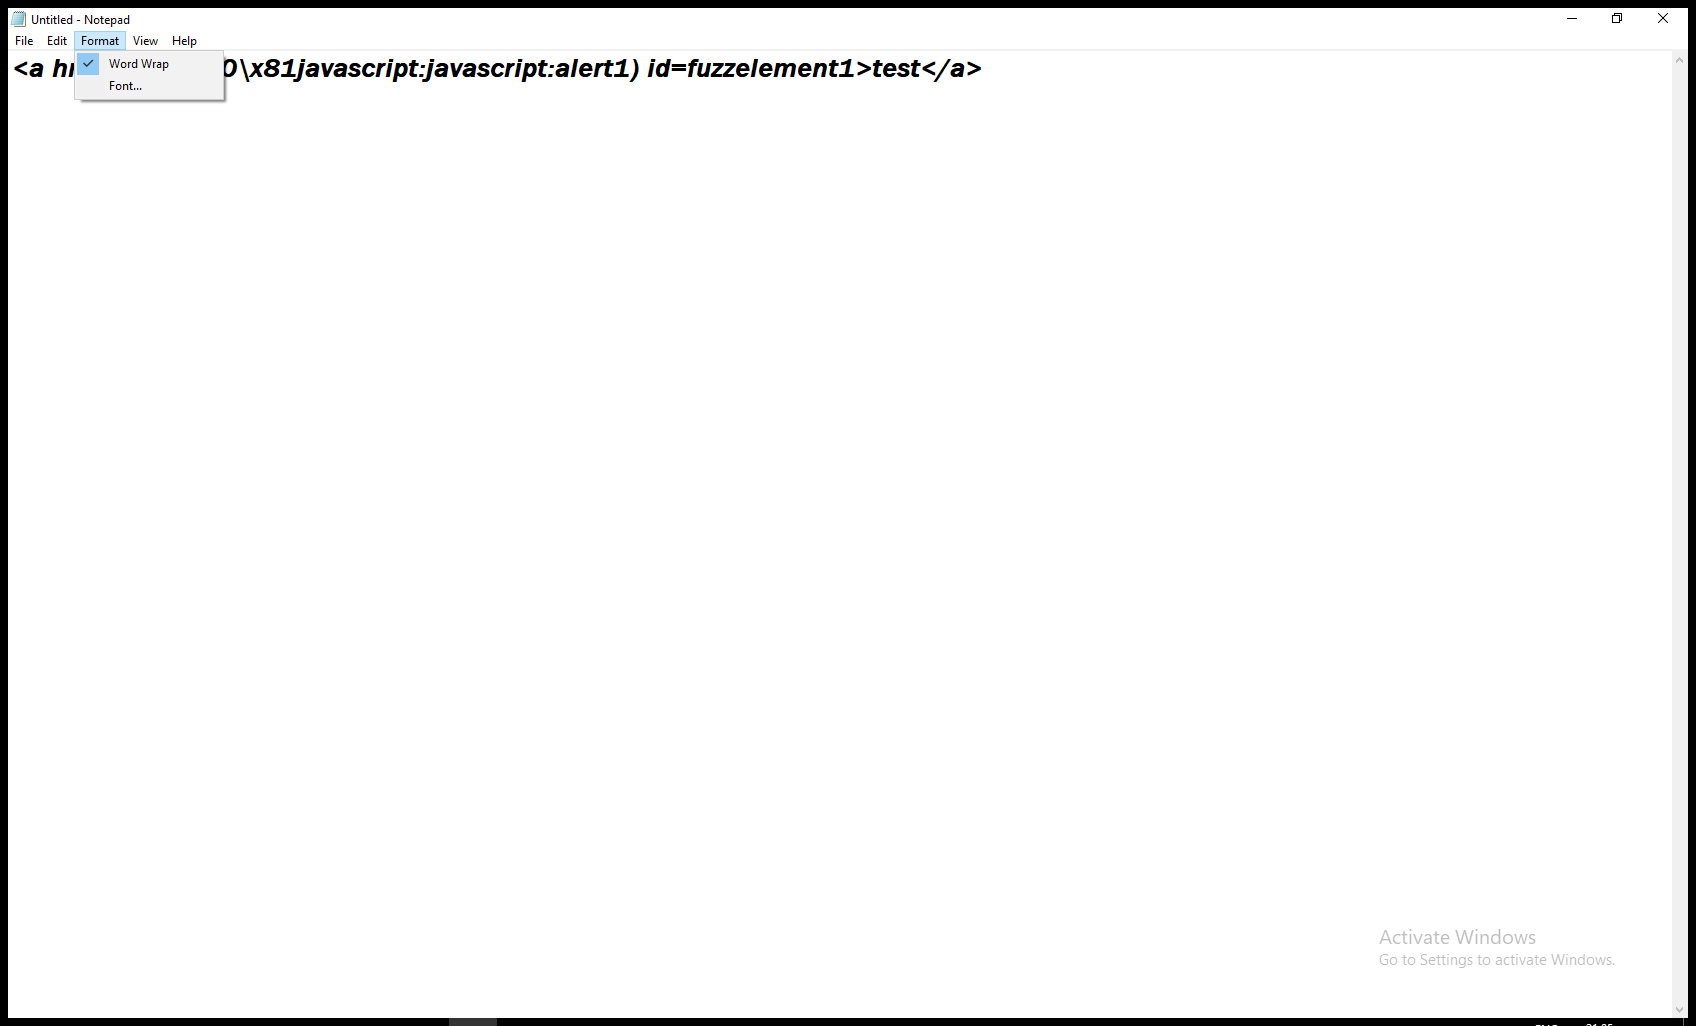 Untitled - Notepad
File Edit Format View Help
<a 0\x81javascript:javascript:alert1) id=fuzzelement1>test</a>
Word Wrap
Font...
Activate Windows
Go to Settings to activate Windows.